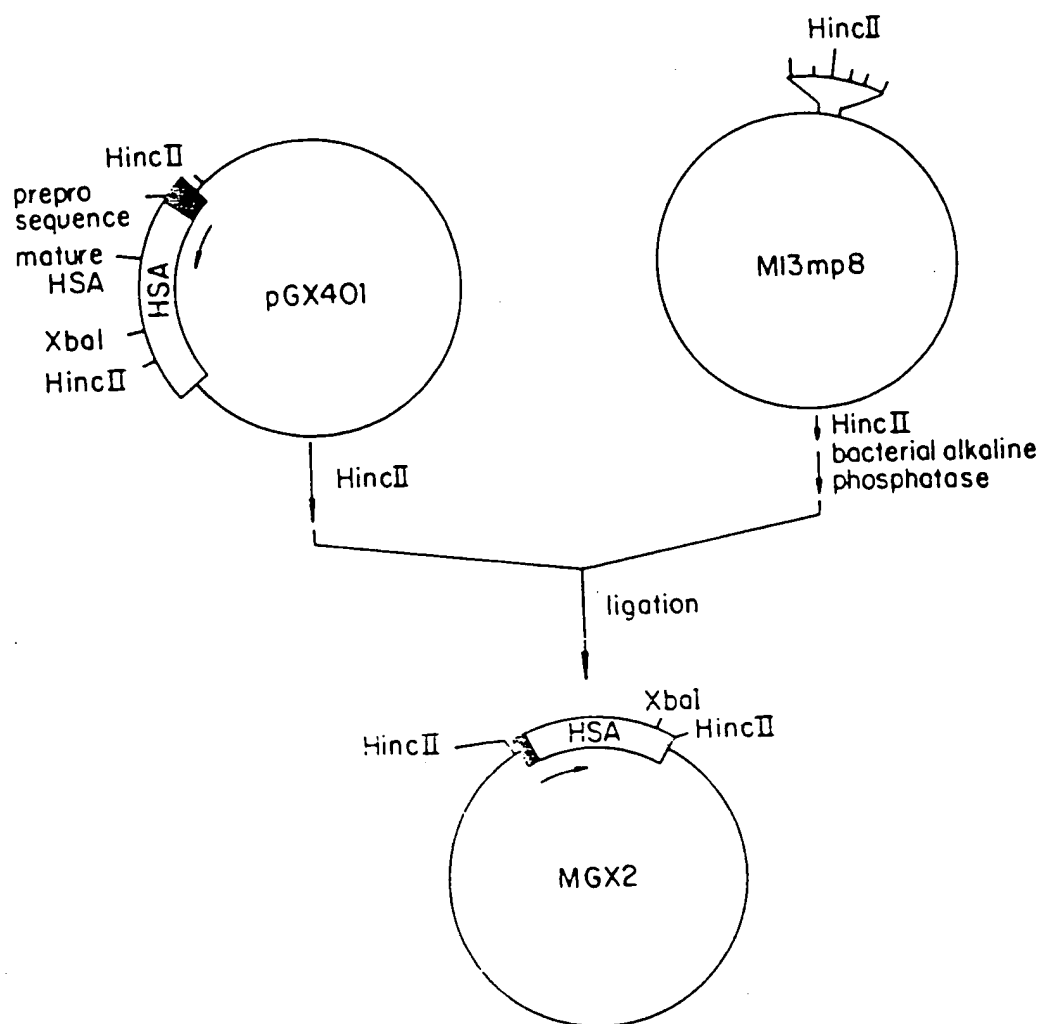 HincII
HincII
prepro
sequence
mature
HSA
HSA
XbaI
HincII
pGX401
M13mp8
HincII
HincII
bacterial alkaline
phosphatase
ligation
XbaI
HincII
HSA
HincII
MGX2